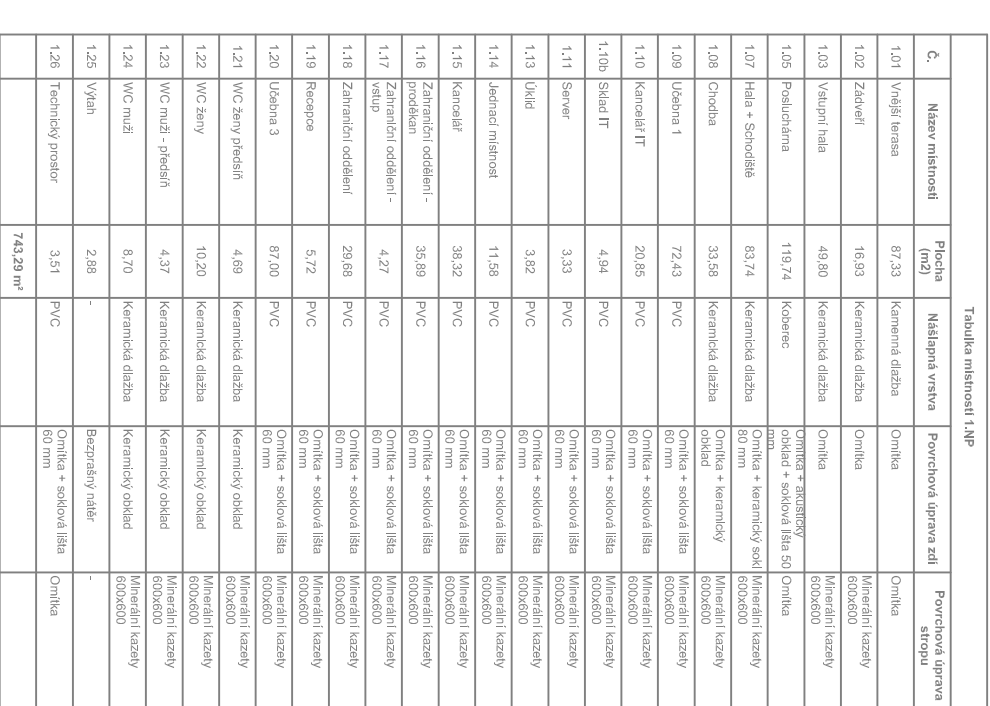 Tabulka místností 1.NP
Č. Název místnosti Plocha (m2) Nášlapná vrstva Povrchová úprava zdi Povrchová úprava stropu
1.01 Vnější terasa 87,33 Kamenná dlažba Omítka Omítka
1.02 Zádveří 16,93 Keramická dlažba Omítka Minerální kazety 600x600
1.03 Vstupní hala 49,80 Keramická dlažba Omítka Minerální kazety 600x600
1.05 Posluchárna 119,74 Koberec Omítka + akustický obklad + soklová lišta 50 mm Omítka
1.07 Hala + Schodiště 83,74 Keramická dlažba Omítka + keramický sokl 80 mm Minerální kazety 600x600
1.08 Chodba 33,58 Keramická dlažba Omítka + keramický obklad Minerální kazety 600x600
1.09 Učebna 1 72,43 PVC Omítka + soklová lišta 60 mm Minerální kazety 600x600
1.10 Kancelář IT 20,85 PVC Omítka + soklová lišta 60 mm Minerální kazety 600x600
1.10b Sklad IT 4,94 PVC Omítka + soklová lišta 60 mm Minerální kazety 600x600
1.11 Server 3,33 PVC Omítka + soklová lišta 60 mm Minerální kazety 600x600
1.13 Úklid 3,82 PVC Omítka + soklová lišta 60 mm Minerální kazety 600x600
1.14 Jednací místnost 11,58 PVC Omítka + soklová lišta 60 mm Minerální kazety 600x600
1.15 Kancelář 38,32 PVC Omítka + soklová lišta 60 mm Minerální kazety 600x600
1.16 Zahraniční oddělení - proděkan 35,89 PVC Omítka + soklová lišta 60 mm Minerální kazety 600x600
1.17 Zahraniční oddělení - vstup 4,27 PVC Omítka + soklová lišta 60 mm Minerální kazety 600x600
1.18 Zahraniční oddělení 29,68 PVC Omítka + soklová lišta 60 mm Minerální kazety 600x600
1.19 Recepce 5,72 PVC Omítka + soklová lišta 60 mm Minerální kazety 600x600
1.20 Učebna 3 87,00 PVC Omítka + soklová lišta 60 mm Minerální kazety 600x600
1.21 WC ženy předsíň 4,69 Keramická dlažba Keramický obklad Minerální kazety 600x600
1.22 WC ženy 10,20 Keramická dlažba Keramický obklad Minerální kazety 600x600
1.23 WC muži - předsíň 4,37 Keramická dlažba Keramický obklad Minerální kazety 600x600
1.24 WC muži 8,70 Keramická dlažba Keramický obklad Minerální kazety 600x600
1.25 Výtah 2,88 - Bezprašný nátěr -
1.26 Technický prostor 3,51 PVC Omítka + soklová lišta 60 mm Omítka
743,29 m²